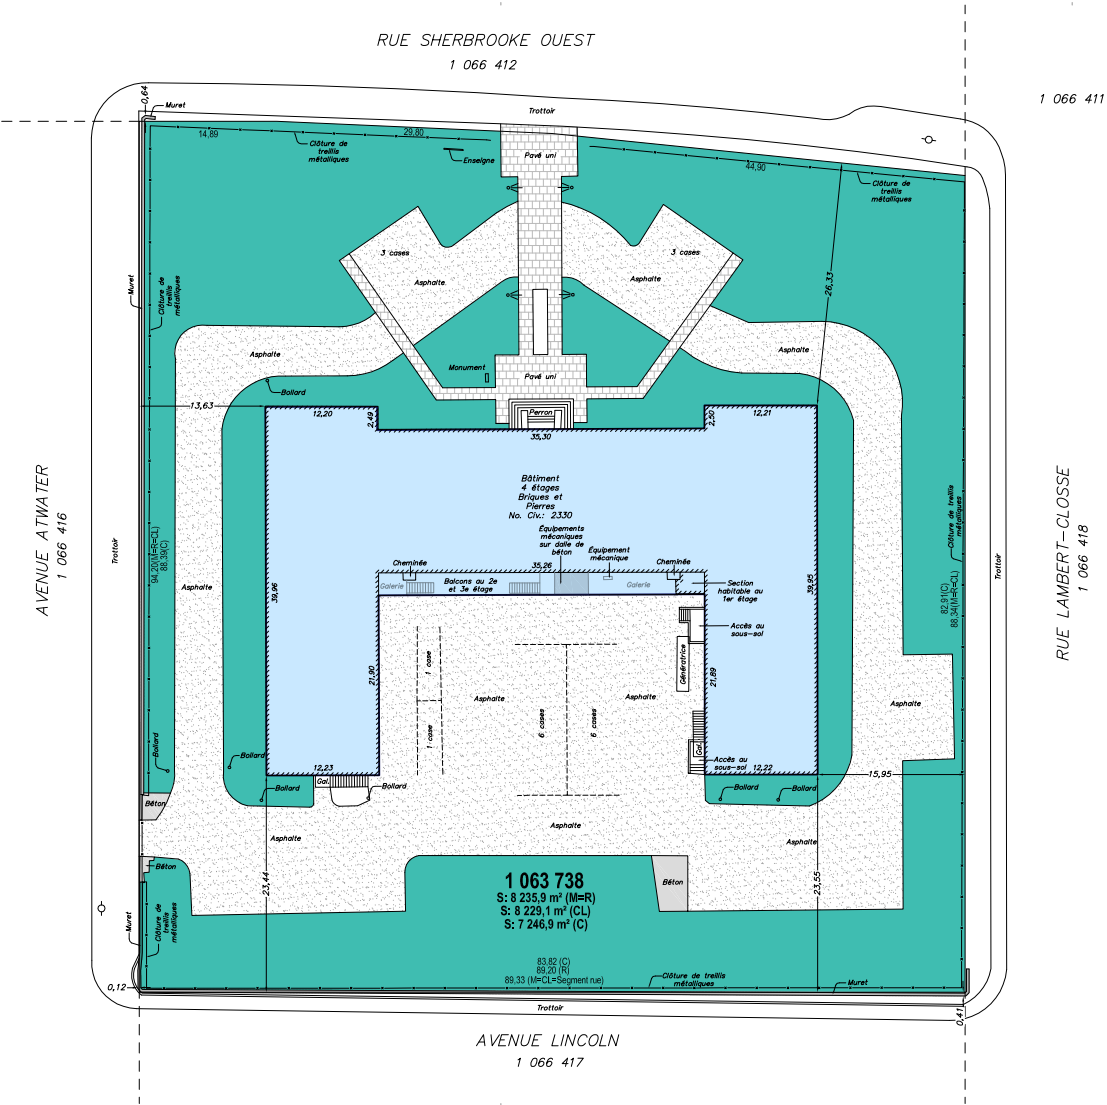 RUE SHERBROOKE OUEST
1 066 412
1 066 411
0,64
Muret
Trottoir
14,89
29,80
Clôture de
treillis
métalliques
Enseigne
Pavé uni
44,90
Clôture de
treillis
métalliques
3 cases
Asphalte
3 cases
Asphalte
26,33
Muret
Clôture de
treillis
métalliques
Asphalte
Asphalte
Monument
Pavé uni
Bollard
13,63
12,20
2,49
Perron
35,30
2,50
12,21
Bâtiment
4 étages
Briques et
Pierres
No. Civ.: 2330
AVENUE ATWATER
1 066 416
Trottoir
94,20(M=R=CL)
88,39(C)
Asphalte
39,96
Équipements
mécaniques
sur dalle de
béton
Équipement
mécanique
Cheminée
35,26
Cheminée
Galerie
Balcons au 2e
et 3e étage
Galerie
Section
habitable au
1er étage
39,95
Clôture de treillis
métalliques
82,91(C)
88,34(M=R=CL)
Trottoir
RUE LAMBERT-CLOSSE
1 066 418
Accès au
sous-sol
Génératrice
21,90
21,69
1 case
1 case
Asphalte
Asphalte
6 cases
6 cases
Asphalte
Gal.
Accès au
sous-sol
Bollard
Bollard
12,23
12,22
15,95
Gal.
Bollard
Bollard
Bollard
Bollard
Béton
Asphalte
Asphalte
Asphalte
Béton
23,44
23,55
Béton
1 063 738
S: 8 235,9 m² (M=R)
S: 8 229,1 m² (CL)
S: 7 246,9 m² (C)
Muret
Clôture de
treillis
métalliques
83,82 (C)
89,20 (R)
89,33 (M=CL=Segment rue)
Clôture de treillis
métalliques
Muret
0,12
Trottoir
0,41
AVENUE LINCOLN
1 066 417